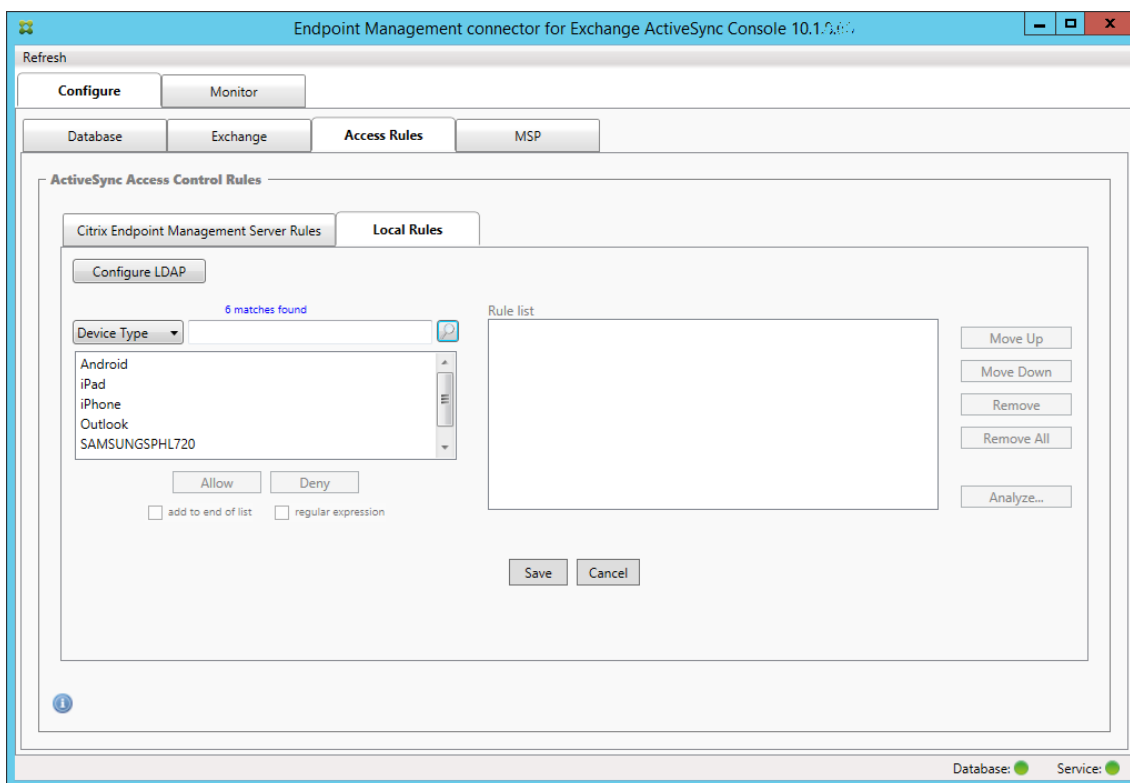 Endpoint Management connector for Exchange ActiveSync Console
Refresh
Configure Monitor
Database Exchange Access Rules MSP
ActiveSync Access Control Rules
Citrix Endpoint Management Server Rules Local Rules
Configure LDAP
6 matches found
Rule list
Device Type
Android
iPad
iPhone
Outlook
SAMSUNGSPHL720
Allow Deny
add to end of list regular expression
Move Up
Move Down
Remove
Remove All
Analyze...
Save Cancel
Database: Service: